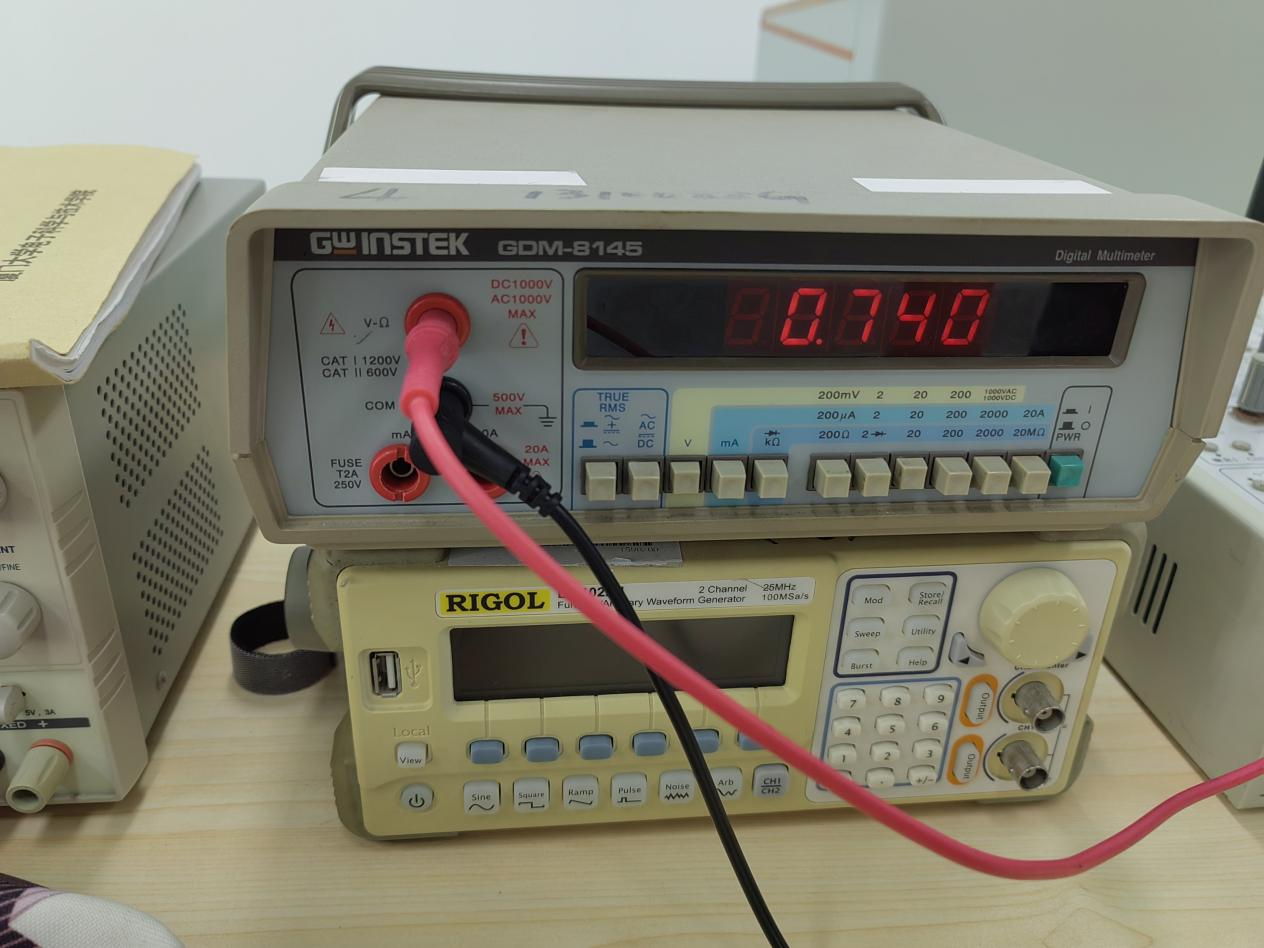 GWINSTEK GDM-8145
Digital Multimeter
DC1000V
AC1000V
MAX
V-Ω
CAT I 1200V
CAT II 600V
COM
500V
MAX
20A
MAX
FUSE
T2A
250V
0.740
TRUE
RMS
AC
DC
V
mA
kΩ
200mV 2 20 200 1000VAC
1000VDC
200μA 2 20 200 2000 20A
200Ω 2 20 200 2000 20MΩ
I
O
PWR
RIGOL
2 Channel 25MHz
Waveform Generator 100MSa/s
Local
View
Sine
Square
Ramp
Pulse
Noise
Arb
CH1
CH2
Mod
Store/
Recall
Sweep
Utility
Burst
Help
7 8 9
4 5 6
1 2 3
. +/-
Output
Output
5V, 3A